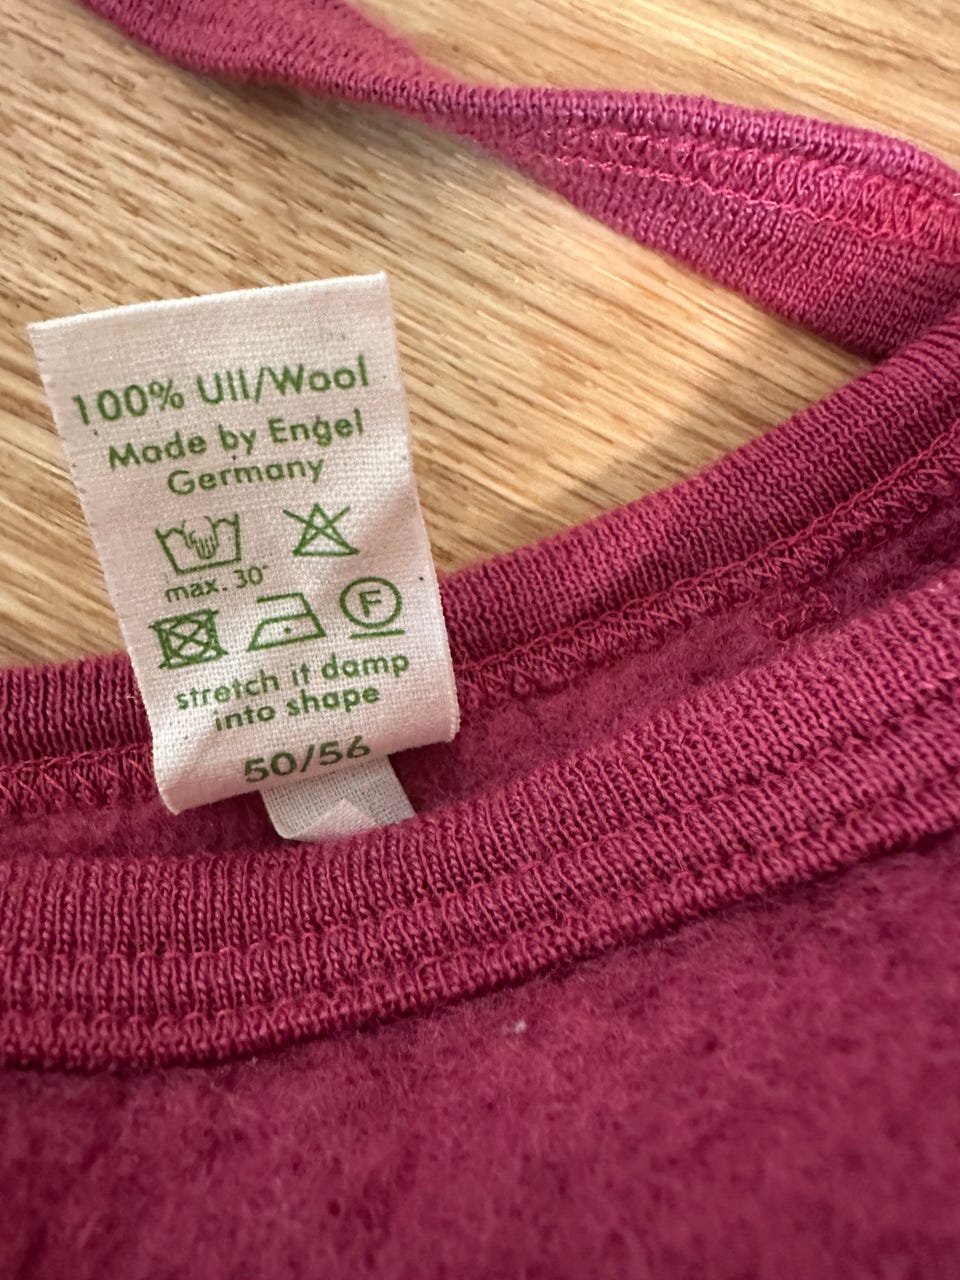 100% Ull/Wool
Made by Engel
Germany
max. 30°
F
stretch it damp
into shape
50/56